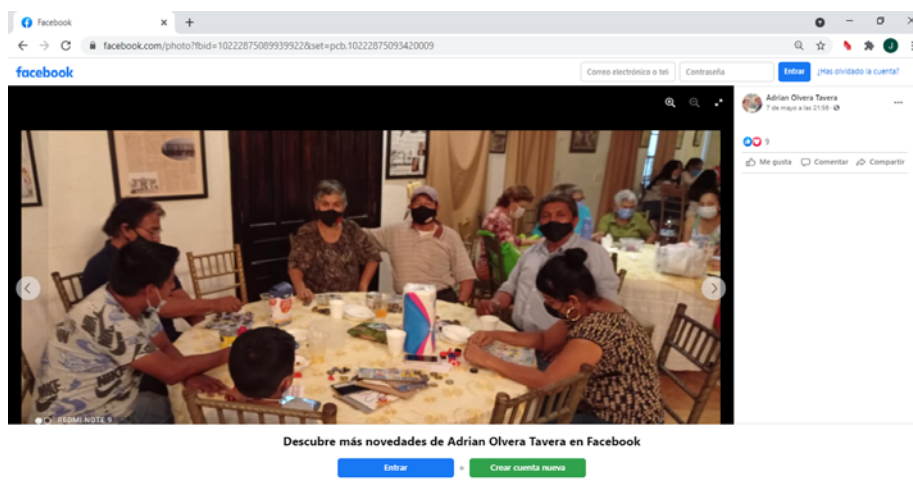 Facebook
facebook.com/photo?fbid=10222875089939922&set=pcb.10222875093420009
J
facebook
Correo electrónico o tel
Contraseña
Entrar
¿Has olvidado la cuenta?
Adrian Olvera Tavera
7 de mayo a las 21:56
9
Me gusta
Comentar
Compartir
REDMI NOTE 9
Descubre más novedades de Adrian Olvera Tavera en Facebook
Entrar
o
Crear cuenta nueva